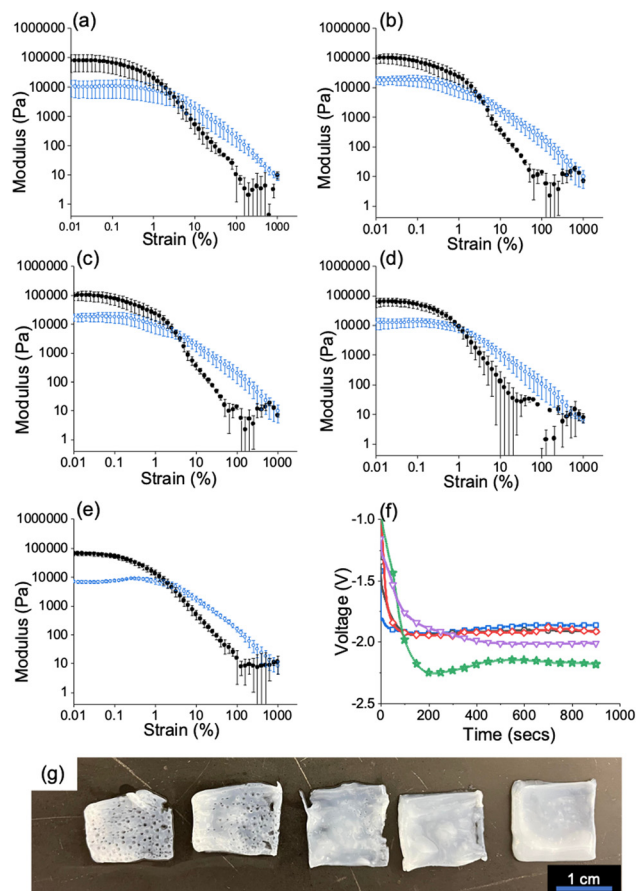 (a)
Modulus (Pa)
1000000
100000
10000
1000
100
10
1
0.01 0.1 1 10 100 1000
Strain (%)
(b)
Modulus (Pa)
1000000
100000
10000
1000
100
10
1
0.01 0.1 1 10 100 1000
Strain (%)
(c)
Modulus (Pa)
1000000
100000
10000
1000
100
10
1
0.01 0.1 1 10 100 1000
Strain (%)
(d)
Modulus (Pa)
1000000
100000
10000
1000
100
10
1
0.01 0.1 1 10 100 1000
Strain (%)
(e)
Modulus (Pa)
1000000
100000
10000
1000
100
10
1
0.01 0.1 1 10 100 1000
Strain (%)
(f)
Voltage (V)
-1.0
-1.5
-2.0
-2.5
0 200 400 600 800 1000
Time (secs)
(g)
1 cm